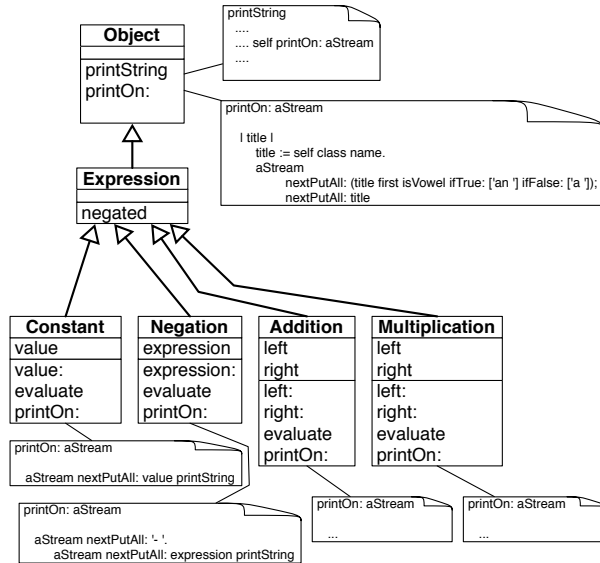 Object
printString
printOn:
printString
....
.... self printOn: aStream
....
printOn: aStream
| title |
title := self class name.
aStream
nextPutAll: (title first isVowel ifTrue: ['an '] ifFalse: ['a ']);
nextPutAll: title
Expression
negated
Constant
value
value:
evaluate
printOn:
Negation
expression
expression:
evaluate
printOn:
Addition
left
right
left:
right:
evaluate
printOn:
Multiplication
left
right
left:
right:
evaluate
printOn:
printOn: aStream
aStream nextPutAll: value printString
printOn: aStream
aStream nextPutAll: '- '.
aStream nextPutAll: expression printString
printOn: aStream
...
printOn: aStream
...